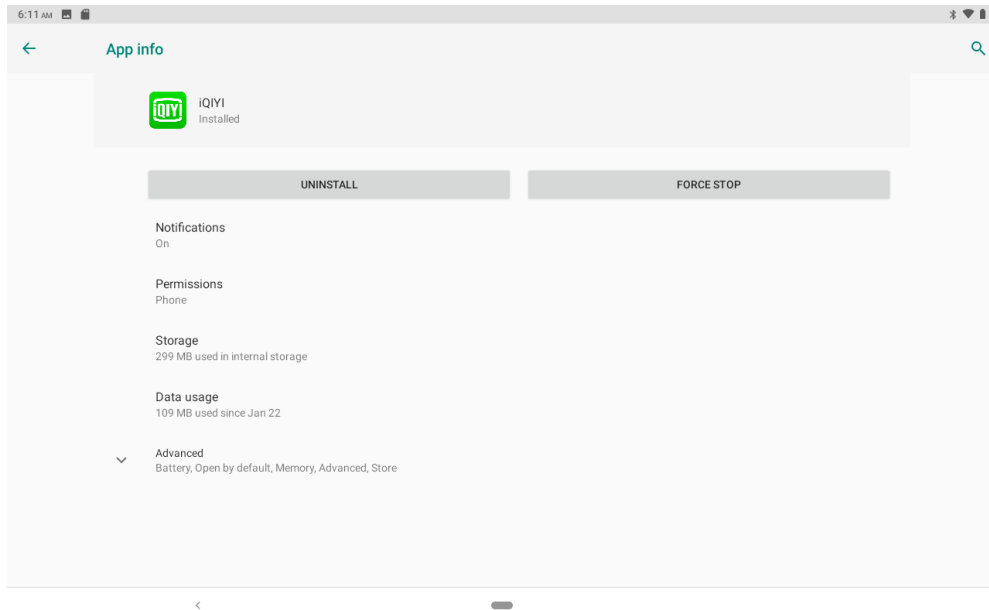 6:11 AM
App info
iQIYI
iQIYI
Installed
UNINSTALL
FORCE STOP
Notifications
On
Permissions
Phone
Storage
299 MB used in internal storage
Data usage
109 MB used since Jan 22
Advanced
Battery, Open by default, Memory, Advanced, Store